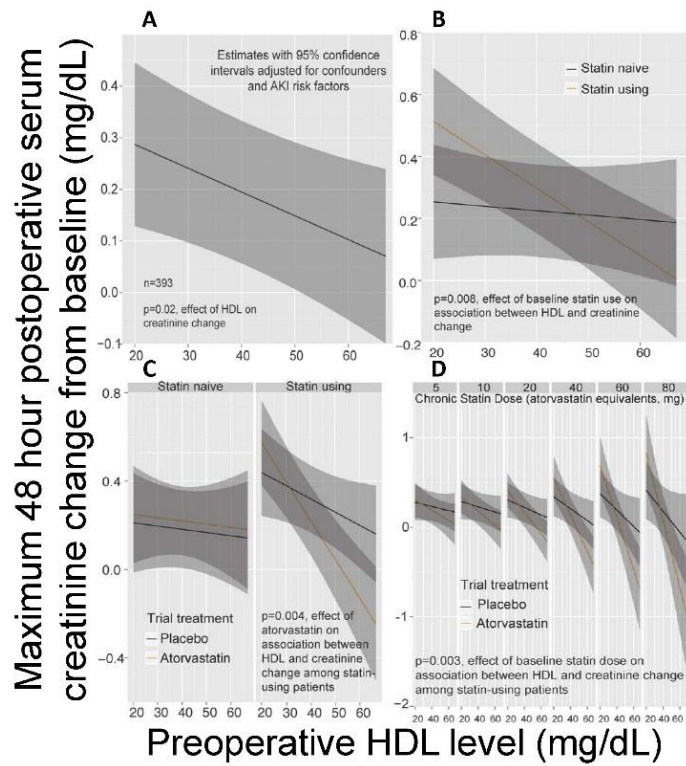 Maximum 48 hour postoperative serum
creatinine change from baseline (mg/dL)
A
Estimates with 95% confidence
intervals adjusted for confounders
and AKI risk factors
0.4
0.3
0.2
0.1
0.0
-0.1
n=393
p=0.02, effect of HDL on
creatinine change
20 30 40 50 60
B
Statin naive
Statin using
0.8
0.6
0.4
0.2
0.0
-0.2
p=0.008, effect of baseline statin use on
association between HDL and creatinine
change
20 30 40 50 60
C
Statin naive Statin using
0.8
0.4
0.0
-0.4
Trial treatment
Placebo
Atorvastatin
p=0.004, effect of
atorvastatin on
association between
HDL and creatinine
change among statin-
using patients
20 30 40 50 60 20 30 40 50 60
D
5 10 20 40 60 80
Chronic Statin Dose (atorvastatin equivalents, mg)
1
0
-1
-2
Trial treatment
Placebo
Atorvastatin
p=0.003, effect of baseline statin dose on
association between HDL and creatinine change
among statin-using patients
20 40 60 20 40 60 20 40 60 20 40 60 20 40 60 20 40 60
Preoperative HDL level (mg/dL)